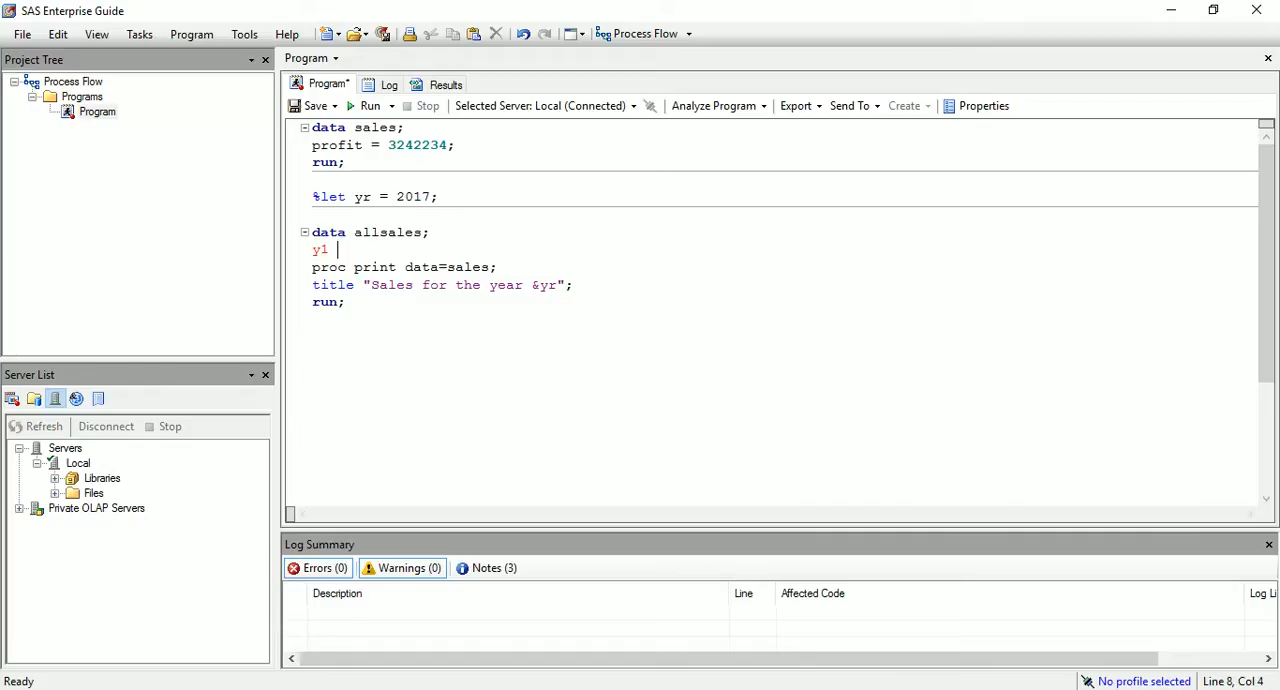 SAS Enterprise Guide
File Edit View Tasks Program Tools Help Process Flow
Project Tree
Process Flow
Programs
Program
Program
Program* Log Results
Save Run Stop Selected Server: Local (Connected) Analyze Program Export Send To Create Properties
data sales;
profit = 3242234;
run;
%let yr = 2017;
data allsales;
y1
proc print data=sales;
title "Sales for the year &yr";
run;
Server List
Refresh Disconnect Stop
Servers
Local
Libraries
Files
Private OLAP Servers
Log Summary
Errors (0) Warnings (0) Notes (3)
Description Line Affected Code Log Li
Ready No profile selected Line 8, Col 4